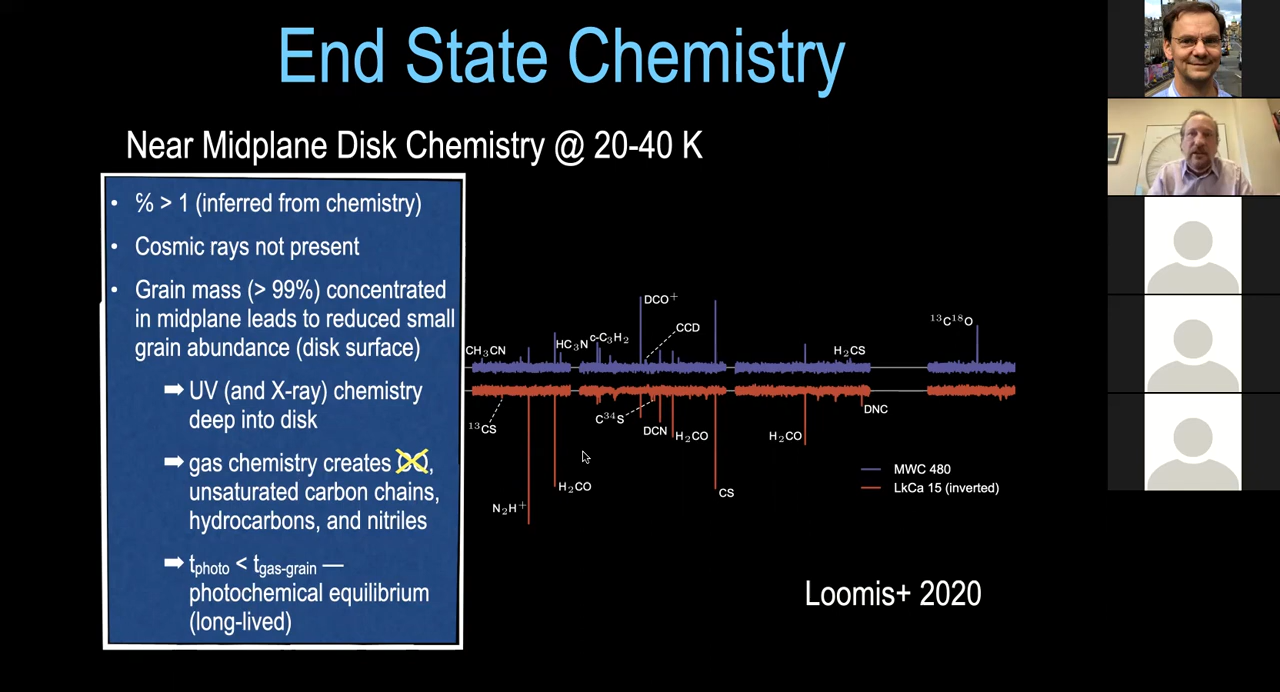 End State Chemistry
Near Midplane Disk Chemistry @ 20-40 K
• ℅ > 1 (inferred from chemistry)
• Cosmic rays not present
• Grain mass (> 99%) concentrated
in midplane leads to reduced small
grain abundance (disk surface)
➡ UV (and X-ray) chemistry
deep into disk
➡ gas chemistry creates CO,
unsaturated carbon chains,
hydrocarbons, and nitriles
➡ tphoto < tgas-grain —
photochemical equilibrium
(long-lived)
DCO⁺
CCD
¹³C¹⁸O
CH₃CN
HC₃N
c-C₃H₂
H₂CS
¹³CS
C³⁴S
DCN
H₂CO
H₂CO
DNC
H₂CO
CS
N₂H⁺
MWC 480
LkCa 15 (inverted)
Loomis+ 2020